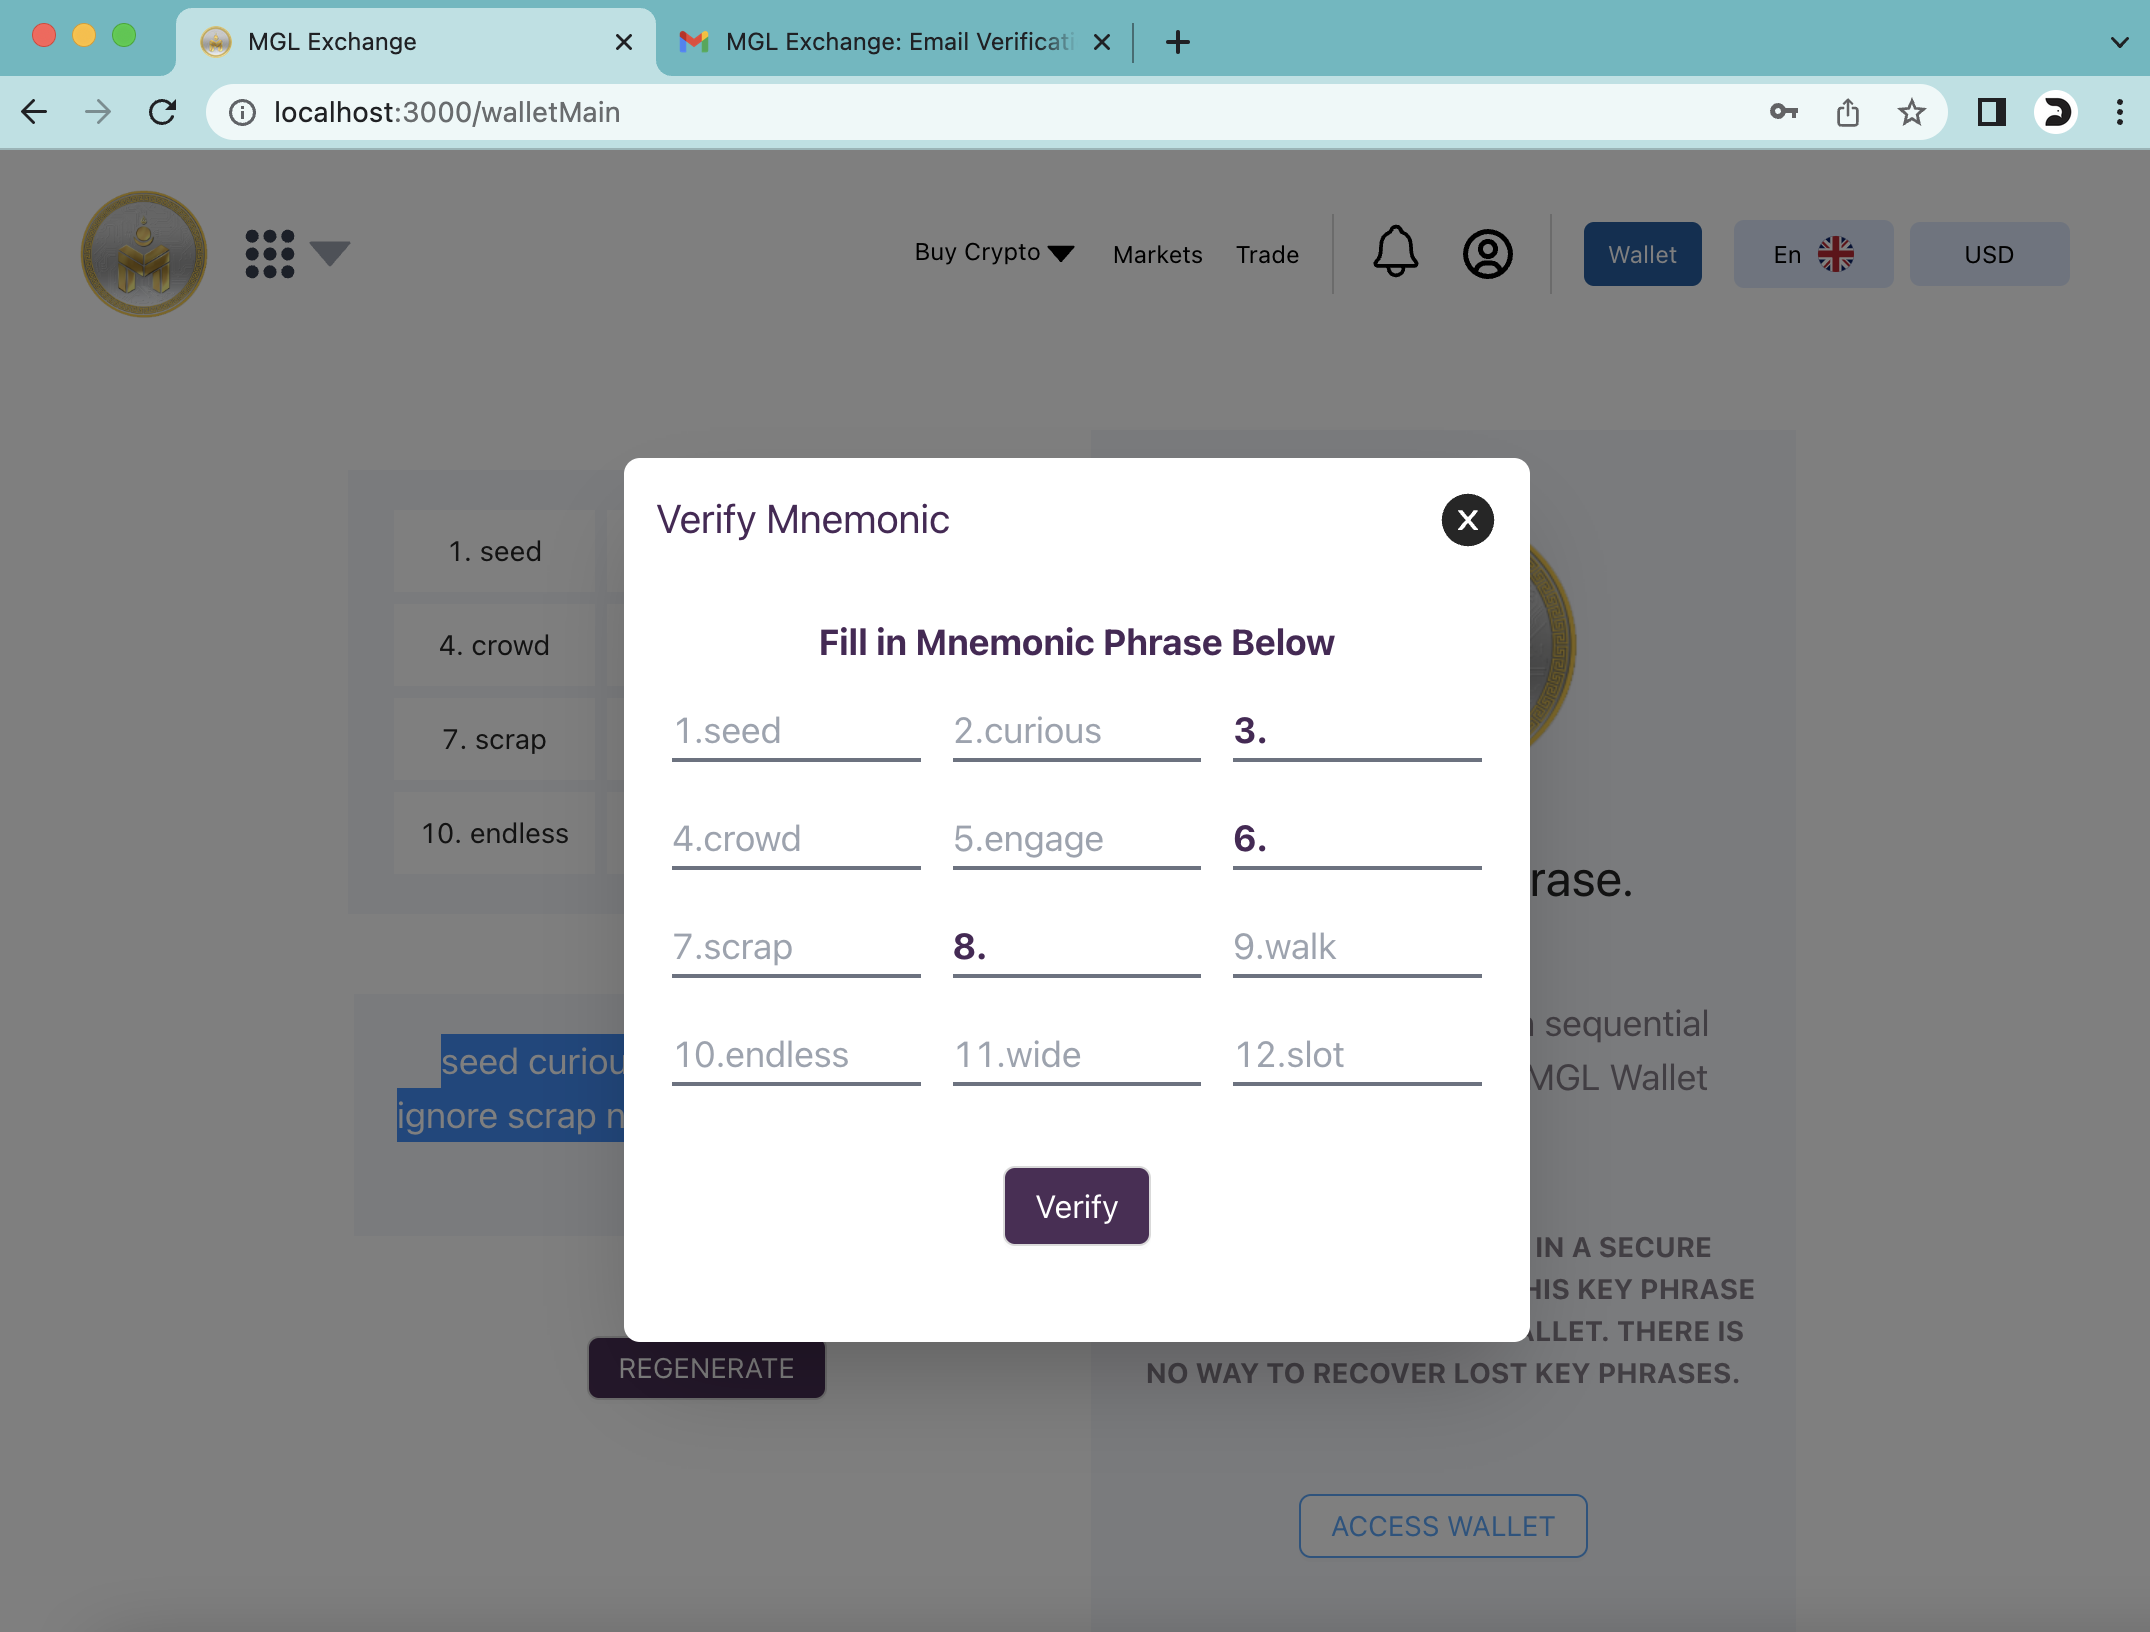 MGL Exchange
MGL Exchange: Email Verificati
localhost:3000/walletMain
Buy Crypto Markets Trade Wallet En USD
Verify Mnemonic
X
1. seed
4. crowd
7. scrap
10. endless
Fill in Mnemonic Phrase Below
1.seed 2.curious 3.
4.crowd 5.engage 6.
7.scrap 8. 9.walk
10.endless 11.wide 12.slot
Verify
seed curiou
ignore scrap n
REGENERATE
rase.
sequential
MGL Wallet
IN A SECURE
HIS KEY PHRASE
ALLET. THERE IS
NO WAY TO RECOVER LOST KEY PHRASES.
ACCESS WALLET